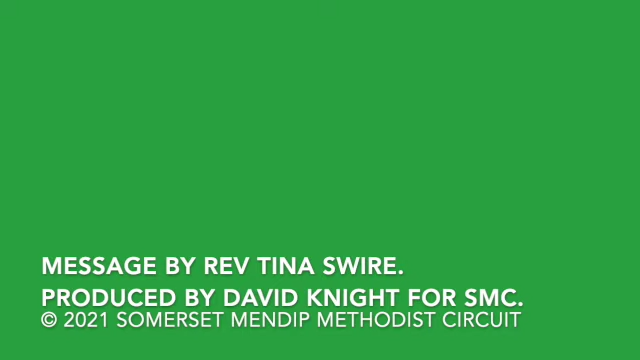 MESSAGE BY REV TINA SWIRE.
PRODUCED BY DAVID KNIGHT FOR SMC.
© 2021 SOMERSET MENDIP METHODIST CIRCUIT